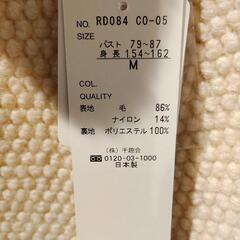 NO. RD084 CO-05
SIZE
バスト 79~87
身長 154~162
M
COL.
QUALITY
表地 毛 86%
ナイロン 14%
裏地 ポリエステル 100%
(株) 千趣会
0120-03-1000
日本製